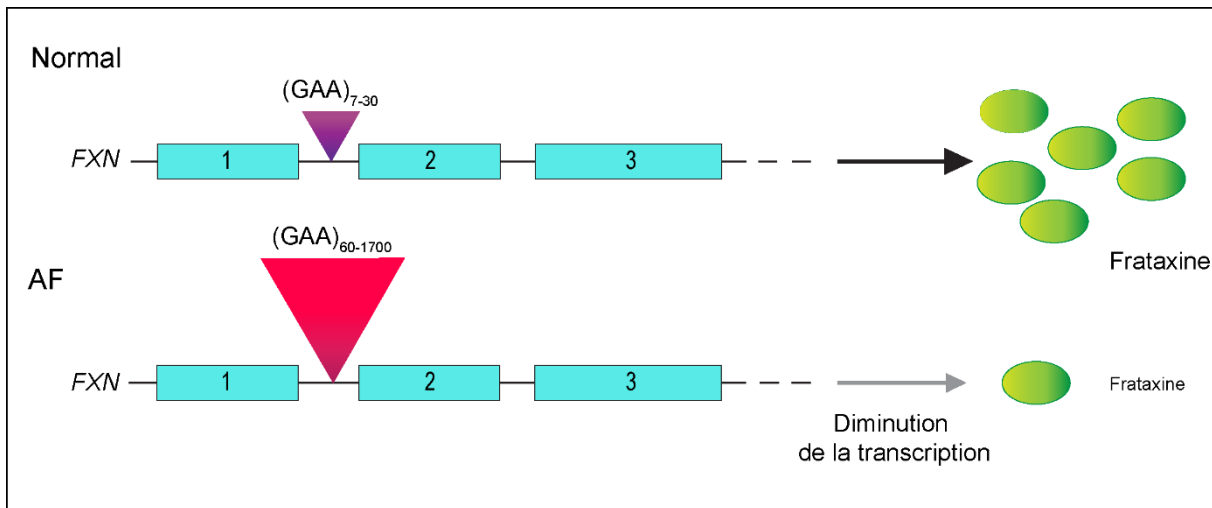 Normal
(GAA)7-30
FXN 1 2 3
Frataxine
(GAA)60-1700
AF
FXN 1 2 3
Frataxine
Diminution
de la transcription